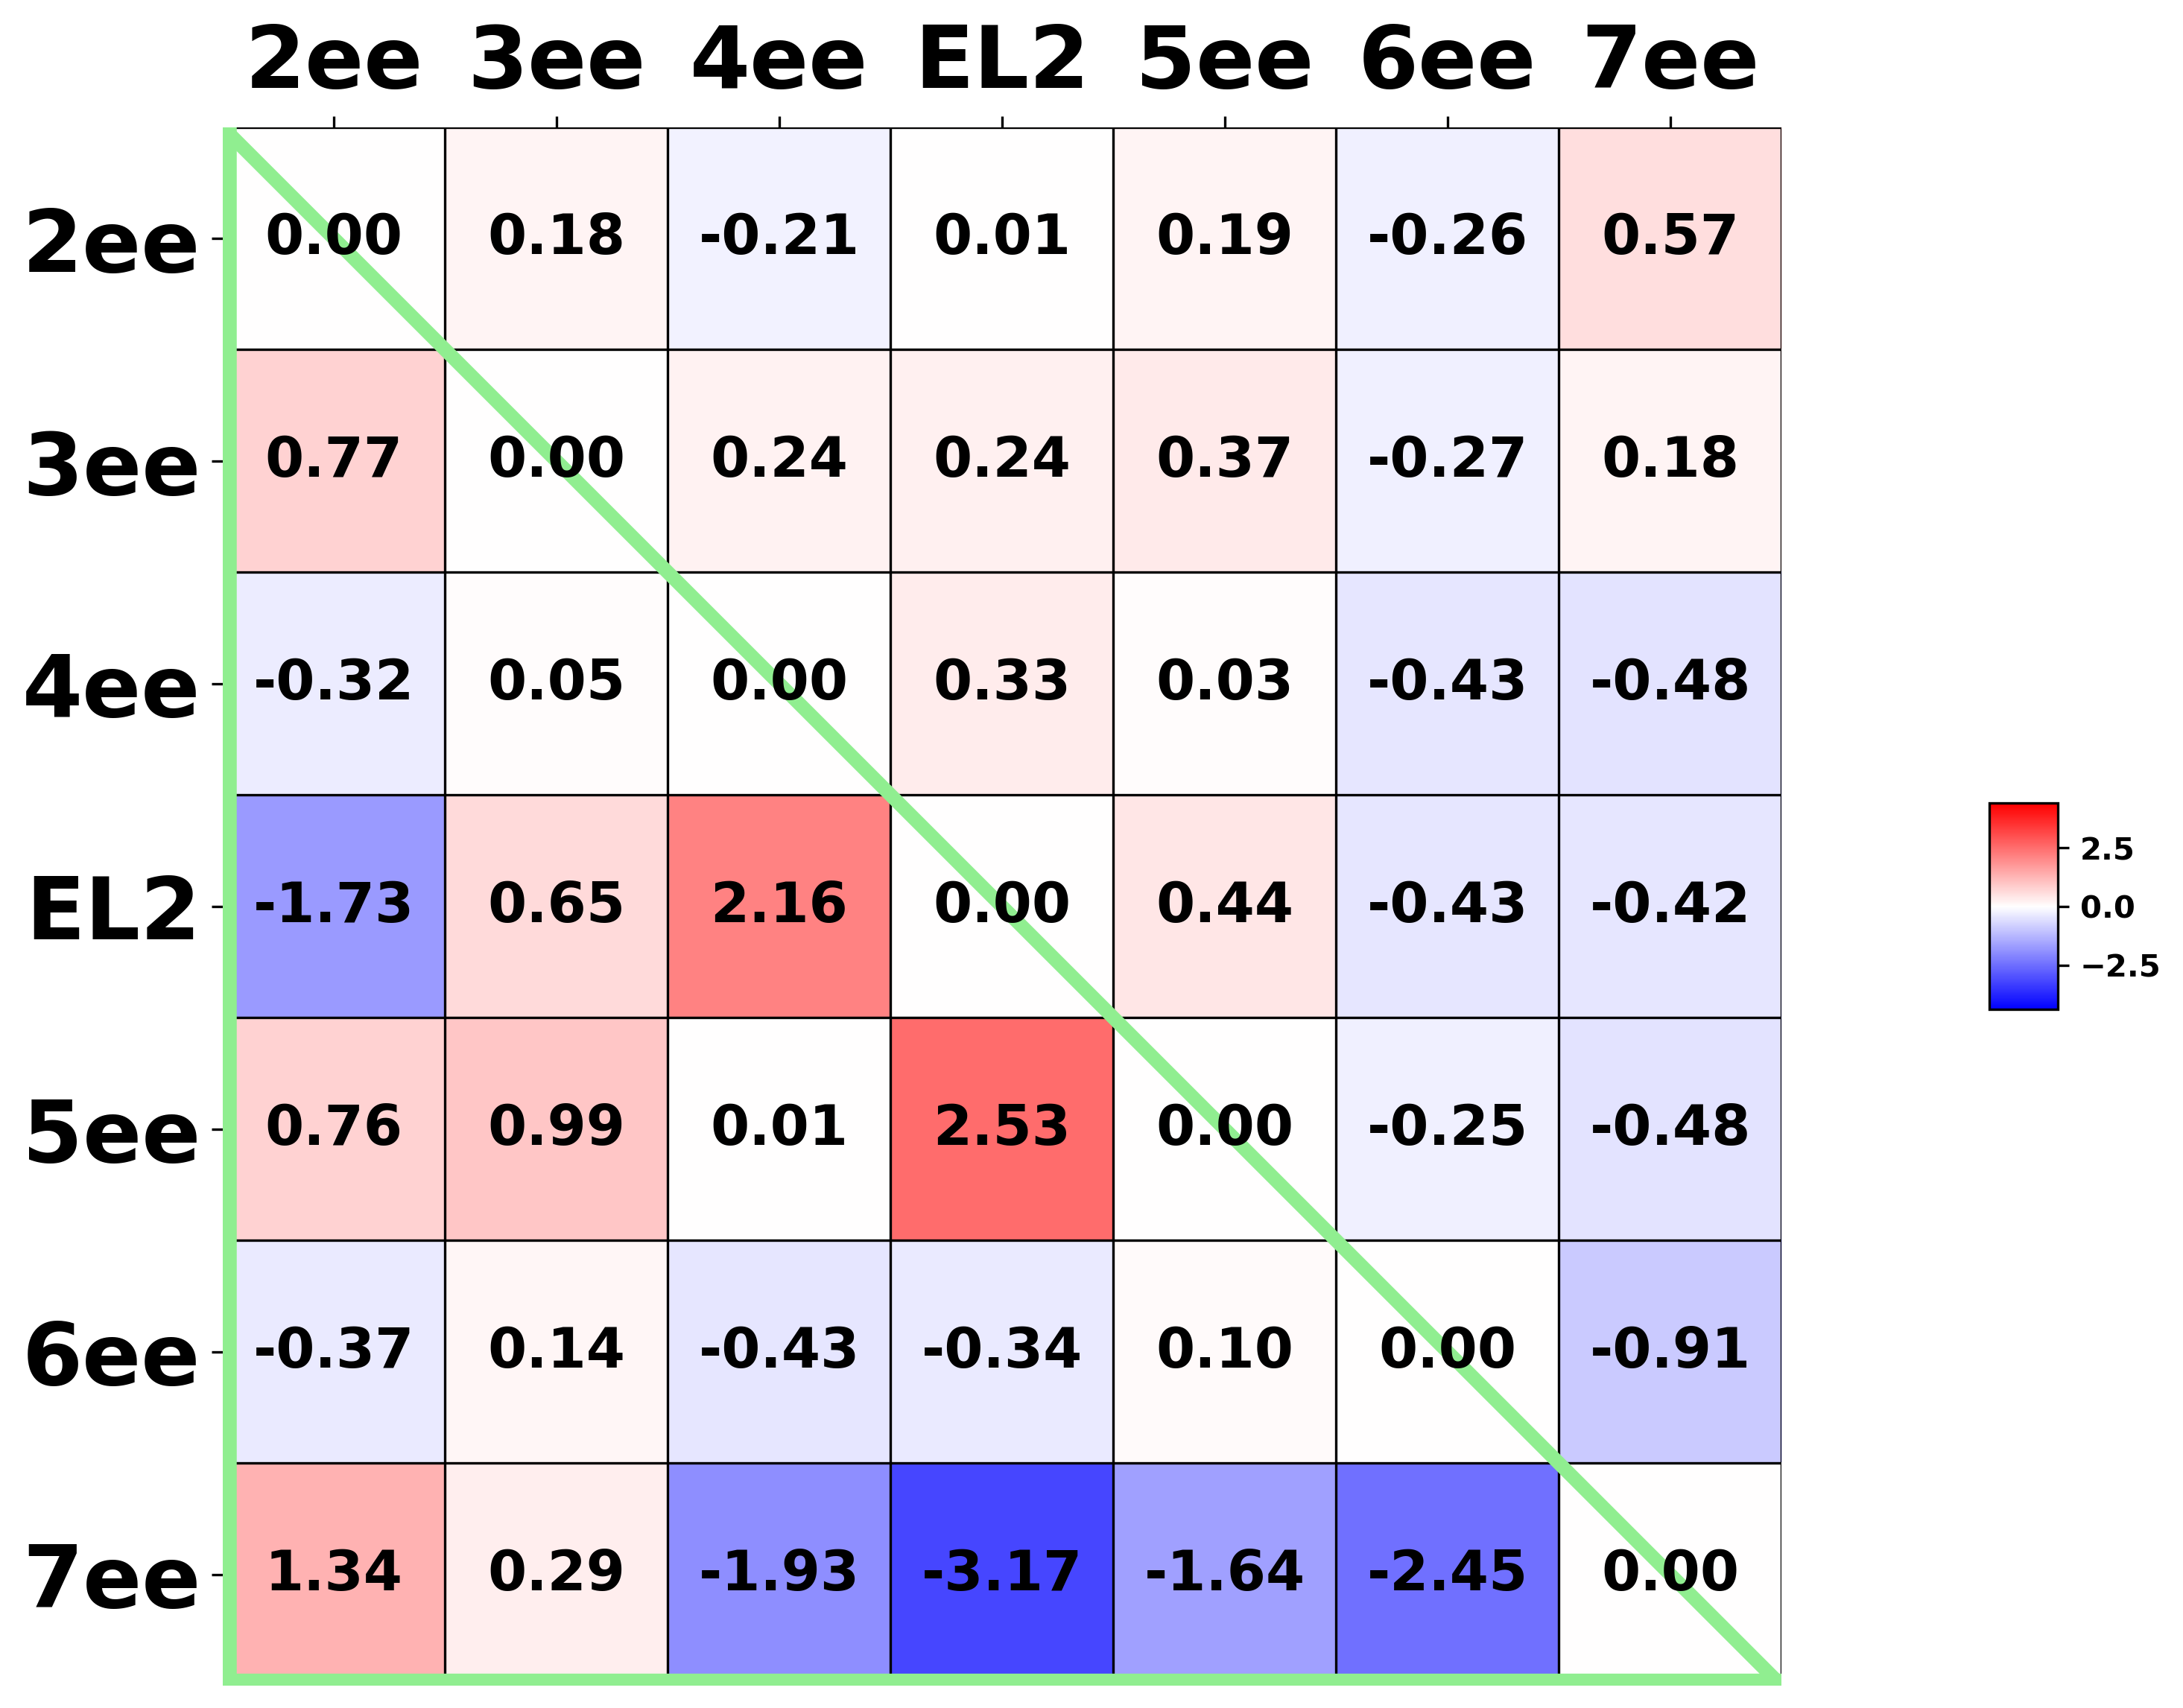 2ee 3ee 4ee EL2 5ee 6ee 7ee
2ee 0.00 0.18 -0.21 0.01 0.19 -0.26 0.57
3ee 0.77 0.00 0.24 0.24 0.37 -0.27 0.18
4ee -0.32 0.05 0.00 0.33 0.03 -0.43 -0.48
EL2 -1.73 0.65 2.16 0.00 0.44 -0.43 -0.42
5ee 0.76 0.99 0.01 2.53 0.00 -0.25 -0.48
6ee -0.37 0.14 -0.43 -0.34 0.10 0.00 -0.91
7ee 1.34 0.29 -1.93 -3.17 -1.64 -2.45 0.00
2.5
0.0
−2.5